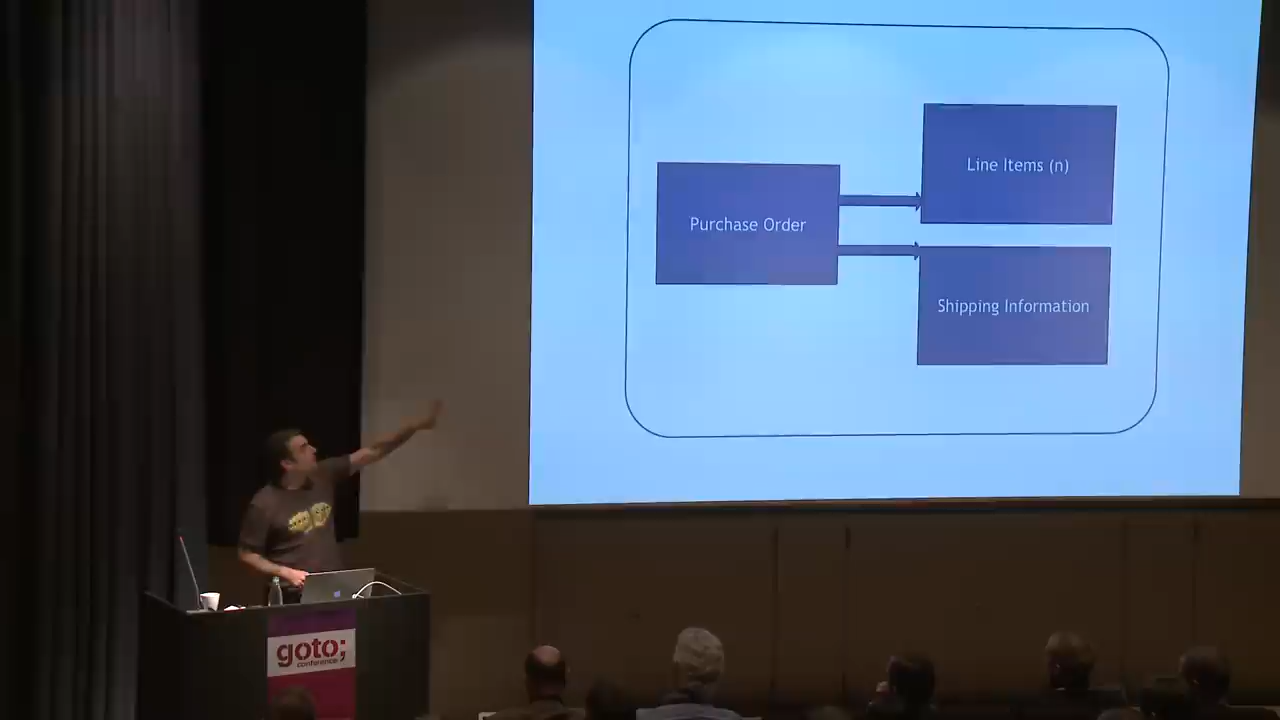 Line Items (n)
Purchase Order
Shipping Information
goto;
conference